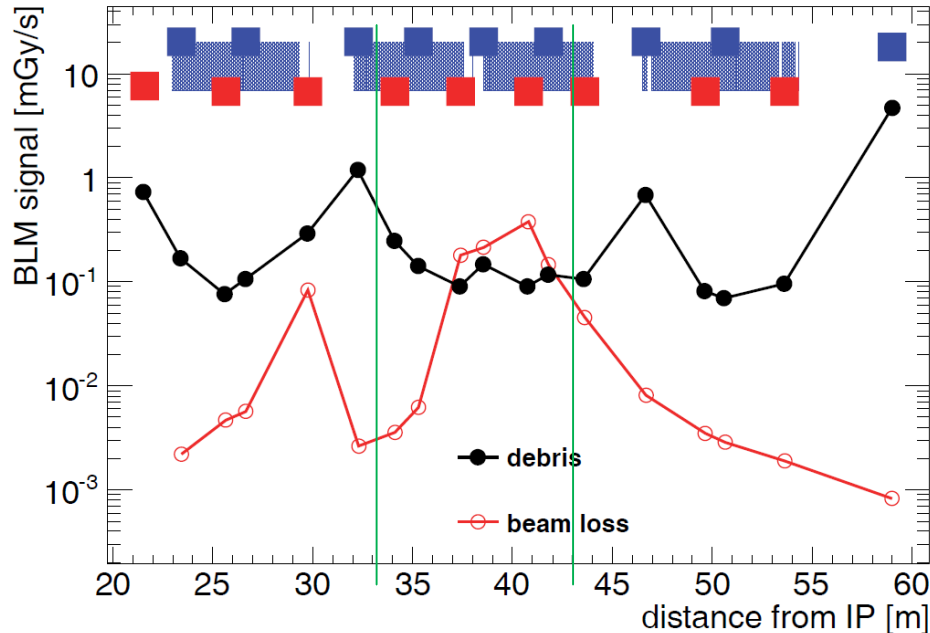 BLM signal [mGy/s]
10
1
10⁻¹
10⁻²
10⁻³
debris
beam loss
20 25 30 35 40 45 50 55 60
distance from IP [m]